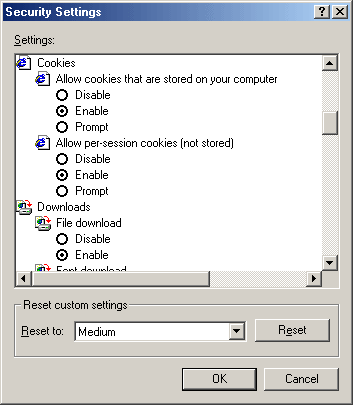 Security Settings
Settings:
Cookies
Allow cookies that are stored on your computer
Disable
Enable
Prompt
Allow per-session cookies (not stored)
Disable
Enable
Prompt
Downloads
File download
Disable
Enable
Font download
Reset custom settings
Reset to: Medium Reset
OK Cancel